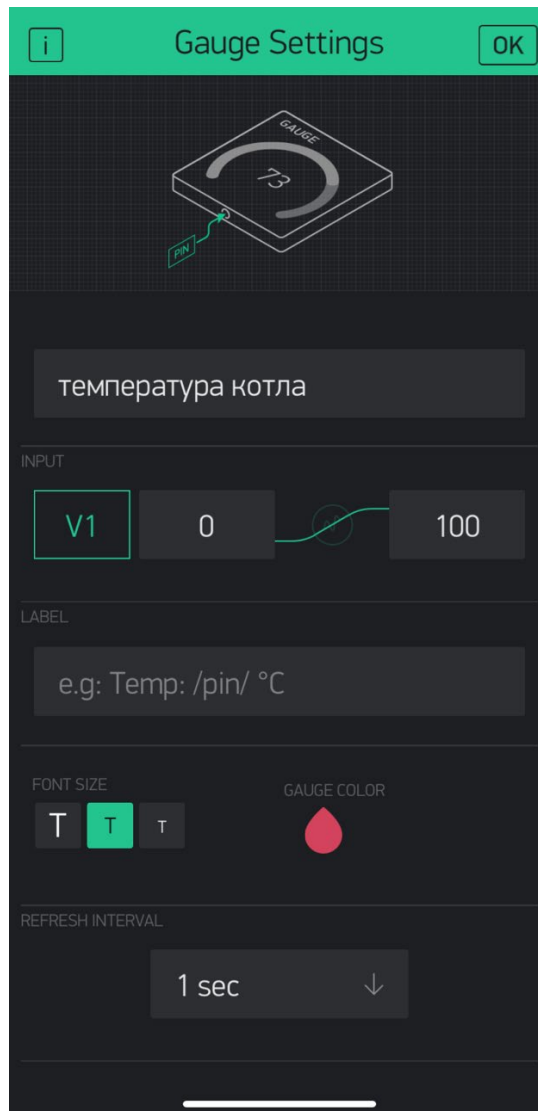 i Gauge Settings OK
GAUGE
73
PIN
температура котла
INPUT
V1 0 100
LABEL
e.g: Temp: /pin/ °C
FONT SIZE GAUGE COLOR
T T T
REFRESH INTERVAL
1 sec